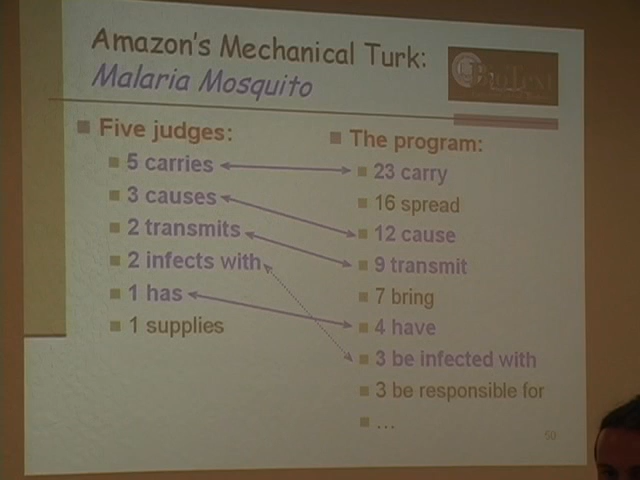 Amazon's Mechanical Turk:
Malaria Mosquito
BioText
Five judges:
5 carries
3 causes
2 transmits
2 infects with
1 has
1 supplies
The program:
23 carry
16 spread
12 cause
9 transmit
7 bring
4 have
3 be infected with
3 be responsible for
...
50